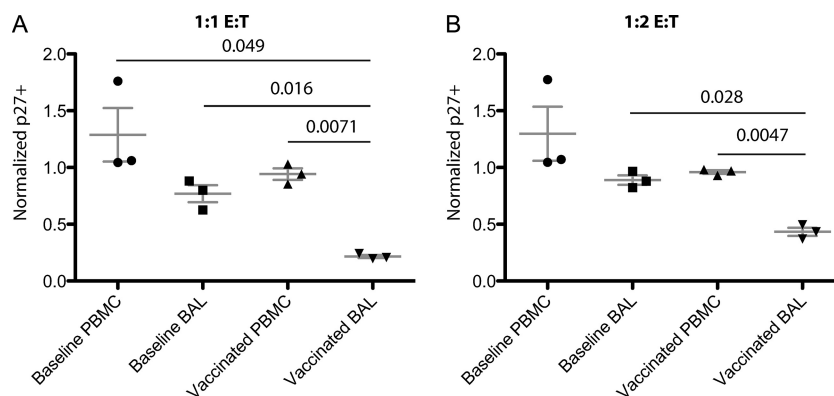 A
1:1 E:T
Normalized p27+
2.0
1.5
1.0
0.5
0.0
0.049
0.016
0.0071
Baseline PBMC
Baseline BAL
Vaccinated PBMC
Vaccinated BAL
B
1:2 E:T
Normalized p27+
2.0
1.5
1.0
0.5
0.0
0.028
0.0047
Baseline PBMC
Baseline BAL
Vaccinated PBMC
Vaccinated BAL